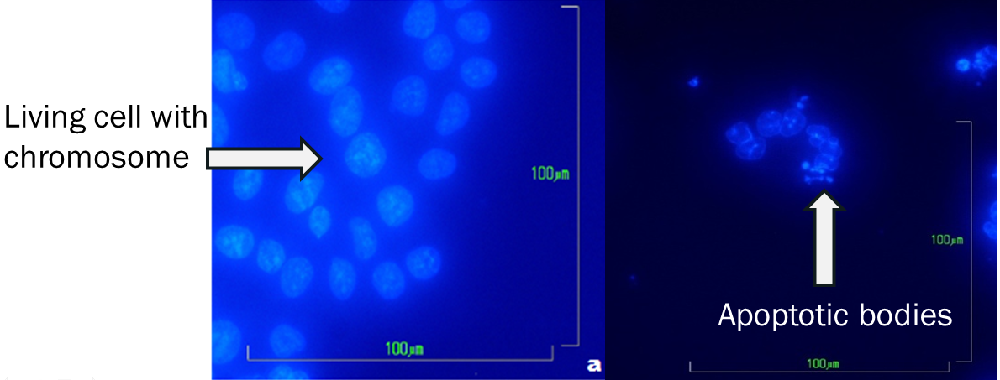 Living cell with
chromosome
100µm
100µm
a
100µm
Apoptotic bodies
100µm